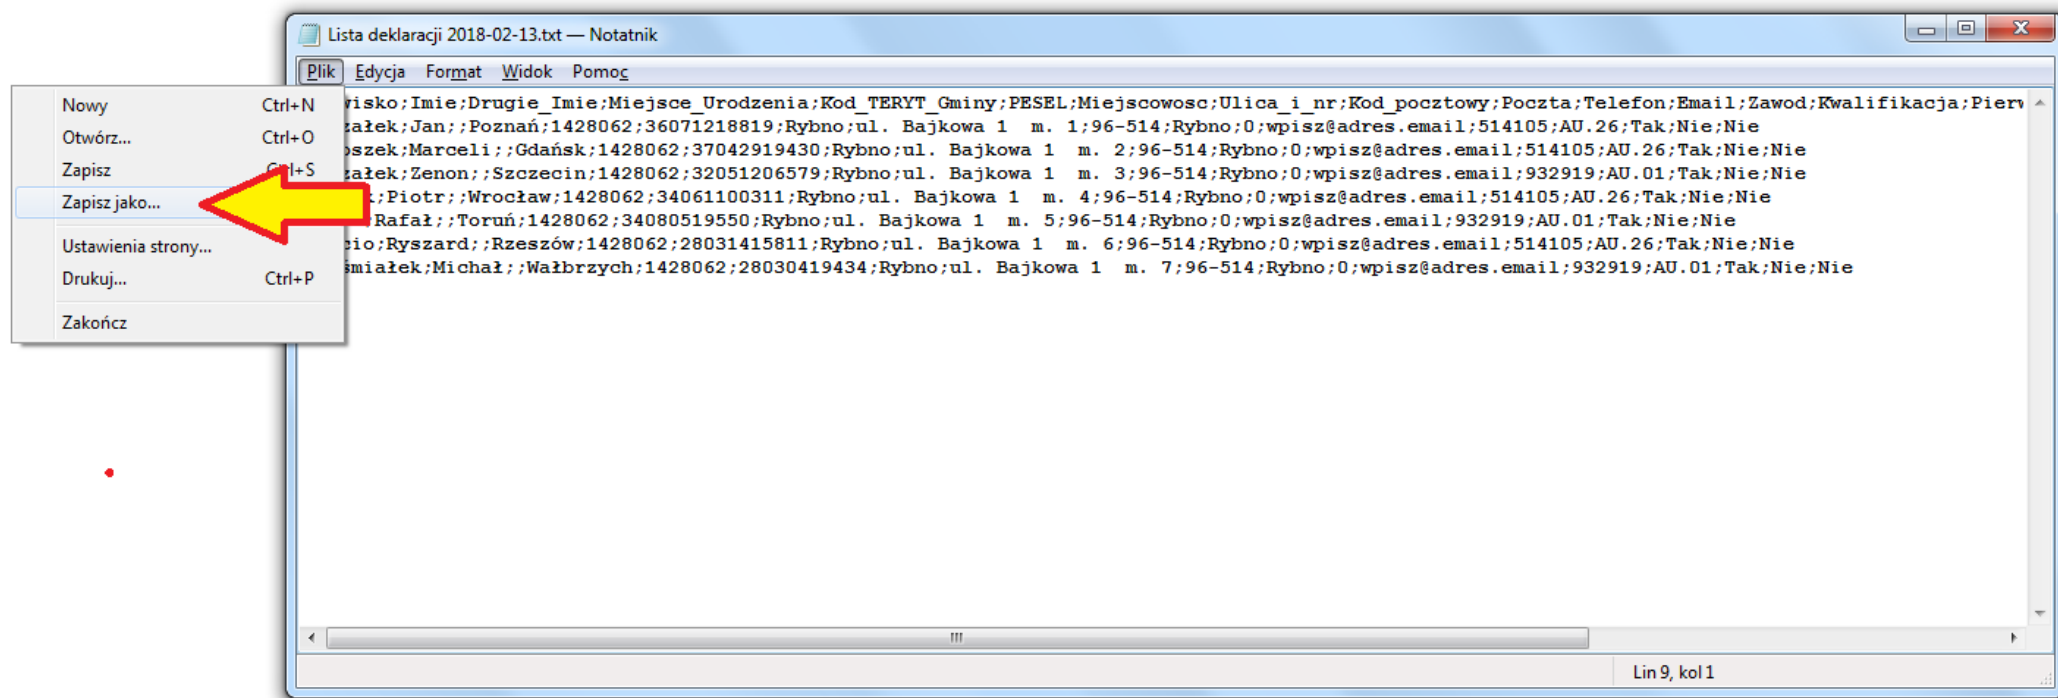 Lista deklaracji 2018-02-13.txt — Notatnik
Plik Edycja Format Widok Pomoc
Nowy Ctrl+N
Otwórz... Ctrl+O
Zapisz Ctrl+S
Zapisz jako...
Ustawienia strony...
Drukuj... Ctrl+P
Zakończ
isko;Imie;Drugie_Imie;Miejsce_Urodzenia;Kod_TERYT_Gminy;PESEL;Miejscowosc;Ulica_i_nr;Kod_pocztowy;Poczta;Telefon;Email;Zawod;Kwalifikacja;Pierw
załek;Jan;;Poznań;1428062;36071218819;Rybno;ul. Bajkowa 1  m. 1;96-514;Rybno;0;wpisz@adres.email;514105;AU.26;Tak;Nie;Nie
oszek;Marceli;;Gdańsk;1428062;37042919430;Rybno;ul. Bajkowa 1  m. 2;96-514;Rybno;0;wpisz@adres.email;514105;AU.26;Tak;Nie;Nie
załek;Zenon;;Szczecin;1428062;32051206579;Rybno;ul. Bajkowa 1  m. 3;96-514;Rybno;0;wpisz@adres.email;932919;AU.01;Tak;Nie;Nie
;Piotr;;Wrocław;1428062;34061100311;Rybno;ul. Bajkowa 1  m. 4;96-514;Rybno;0;wpisz@adres.email;514105;AU.26;Tak;Nie;Nie
;Rafał;;Toruń;1428062;34080519550;Rybno;ul. Bajkowa 1  m. 5;96-514;Rybno;0;wpisz@adres.email;932919;AU.01;Tak;Nie;Nie
cio;Ryszard;;Rzeszów;1428062;28031415811;Rybno;ul. Bajkowa 1  m. 6;96-514;Rybno;0;wpisz@adres.email;514105;AU.26;Tak;Nie;Nie
śmiałek;Michał;;Wałbrzych;1428062;28030419434;Rybno;ul. Bajkowa 1  m. 7;96-514;Rybno;0;wpisz@adres.email;932919;AU.01;Tak;Nie;Nie
Lin 9, kol 1